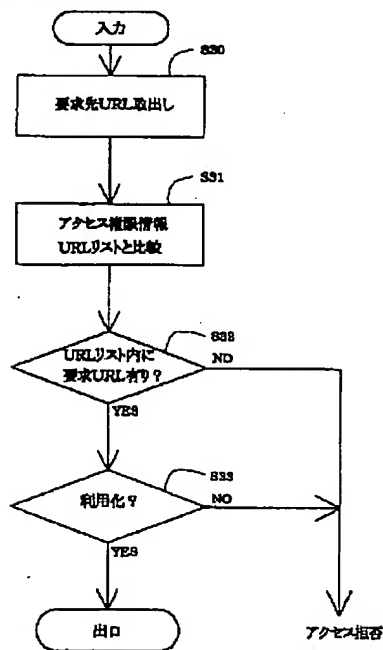 入力
S30
要求先URL取出し
S31
アクセス権限情報
URLリストと比較
S32
URLリスト内に
要求URL有り?
NO
YES
S33
利用化?
NO
YES
出口
アクセス拒否